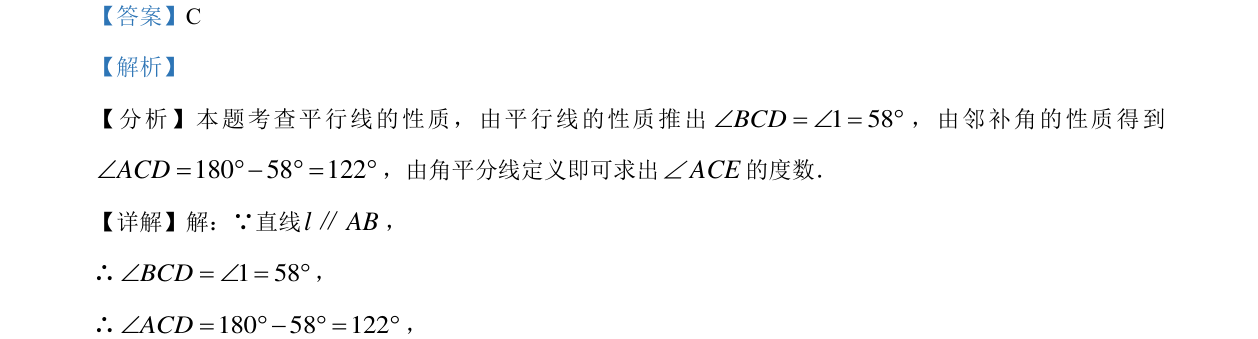 【答案】C
【解析】
【分析】本题考查平行线的性质，由平行线的性质推出∠BCD=∠1=58°，由邻补角的性质得到
∠ACD=180°−58°=122°，由角平分线定义即可求出∠ACE的度数．
【详解】解：∵直线l∥AB，
∴∠BCD=∠1=58°，
∴∠ACD=180°−58°=122°，